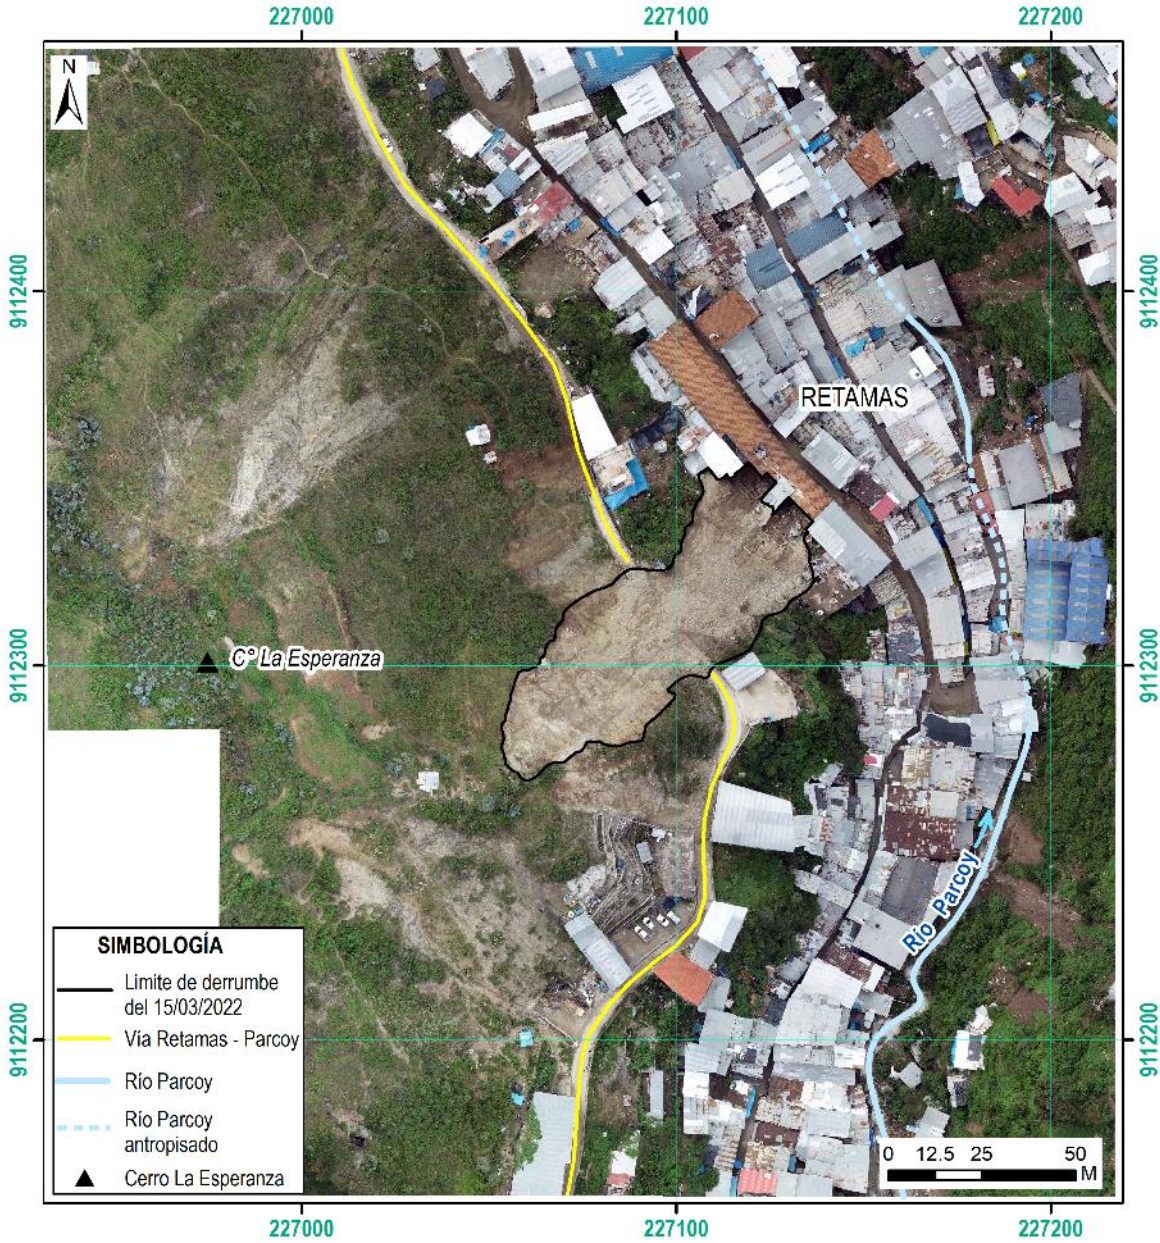 227000
227100
227200
N
9112400
9112400
RETAMAS
C° La Esperanza
9112300
9112300
Río Parcoy
SIMBOLOGÍA
Limite de derrumbe
del 15/03/2022
Vía Retamas - Parcoy
Río Parcoy
Río Parcoy
antropisado
Cerro La Esperanza
9112200
9112200
0 12.5 25 50
M
227000
227100
227200